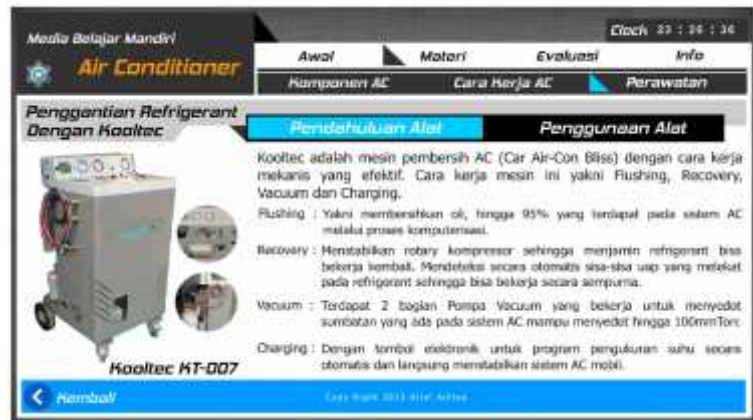 Media Belajar Mandiri
Air Conditioner
Clock 23 : 26 : 36
Awal Materi Evaluasi Info
Komponen AC Cara Kerja AC Perawatan
Penggantian Refrigerant
Dengan Kooltec
Pendahuluan Alat Penggunaan Alat
Kooltec adalah mesin pembersih AC (Car Air-Con Bliss) dengan cara kerja
mekanis yang efektif. Cara kerja mesin ini yakni Flushing, Recovery,
Vacuum dan Charging.
Flushing : Yakni membersihkan oli, hingga 95% yang terdapat pada sistem AC
melalui proses komputerisasi.
Recovery : Menstabilkan rotary kompressor sehingga menjamin refrigerant bisa
bekerja kembali. Mendeteksi secara otomatis sisa-sisa uap yang melekat
pada refrigerant sehingga bisa bekerja secara sempurna.
Vacuum : Terdapat 2 bagian Pompa Vacuum yang bekerja untuk menyedot
sumbatan yang ada pada sistem AC mampu menyedot hingga 100mmTorr.
Charging : Dengan tombol elektronik untuk program pengukuran suhu secara
otomatis dan langsung menstabilkan sistem AC mobil.
Kooltec KT-007
Kembali
Copy Right 2013 Arief